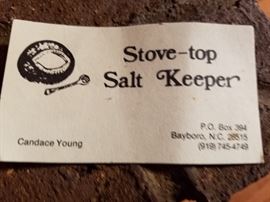 Stove-top
Salt Keeper
P.O. Box 394
Bayboro, N.C. 28515
(919) 745-4749
Candace Young